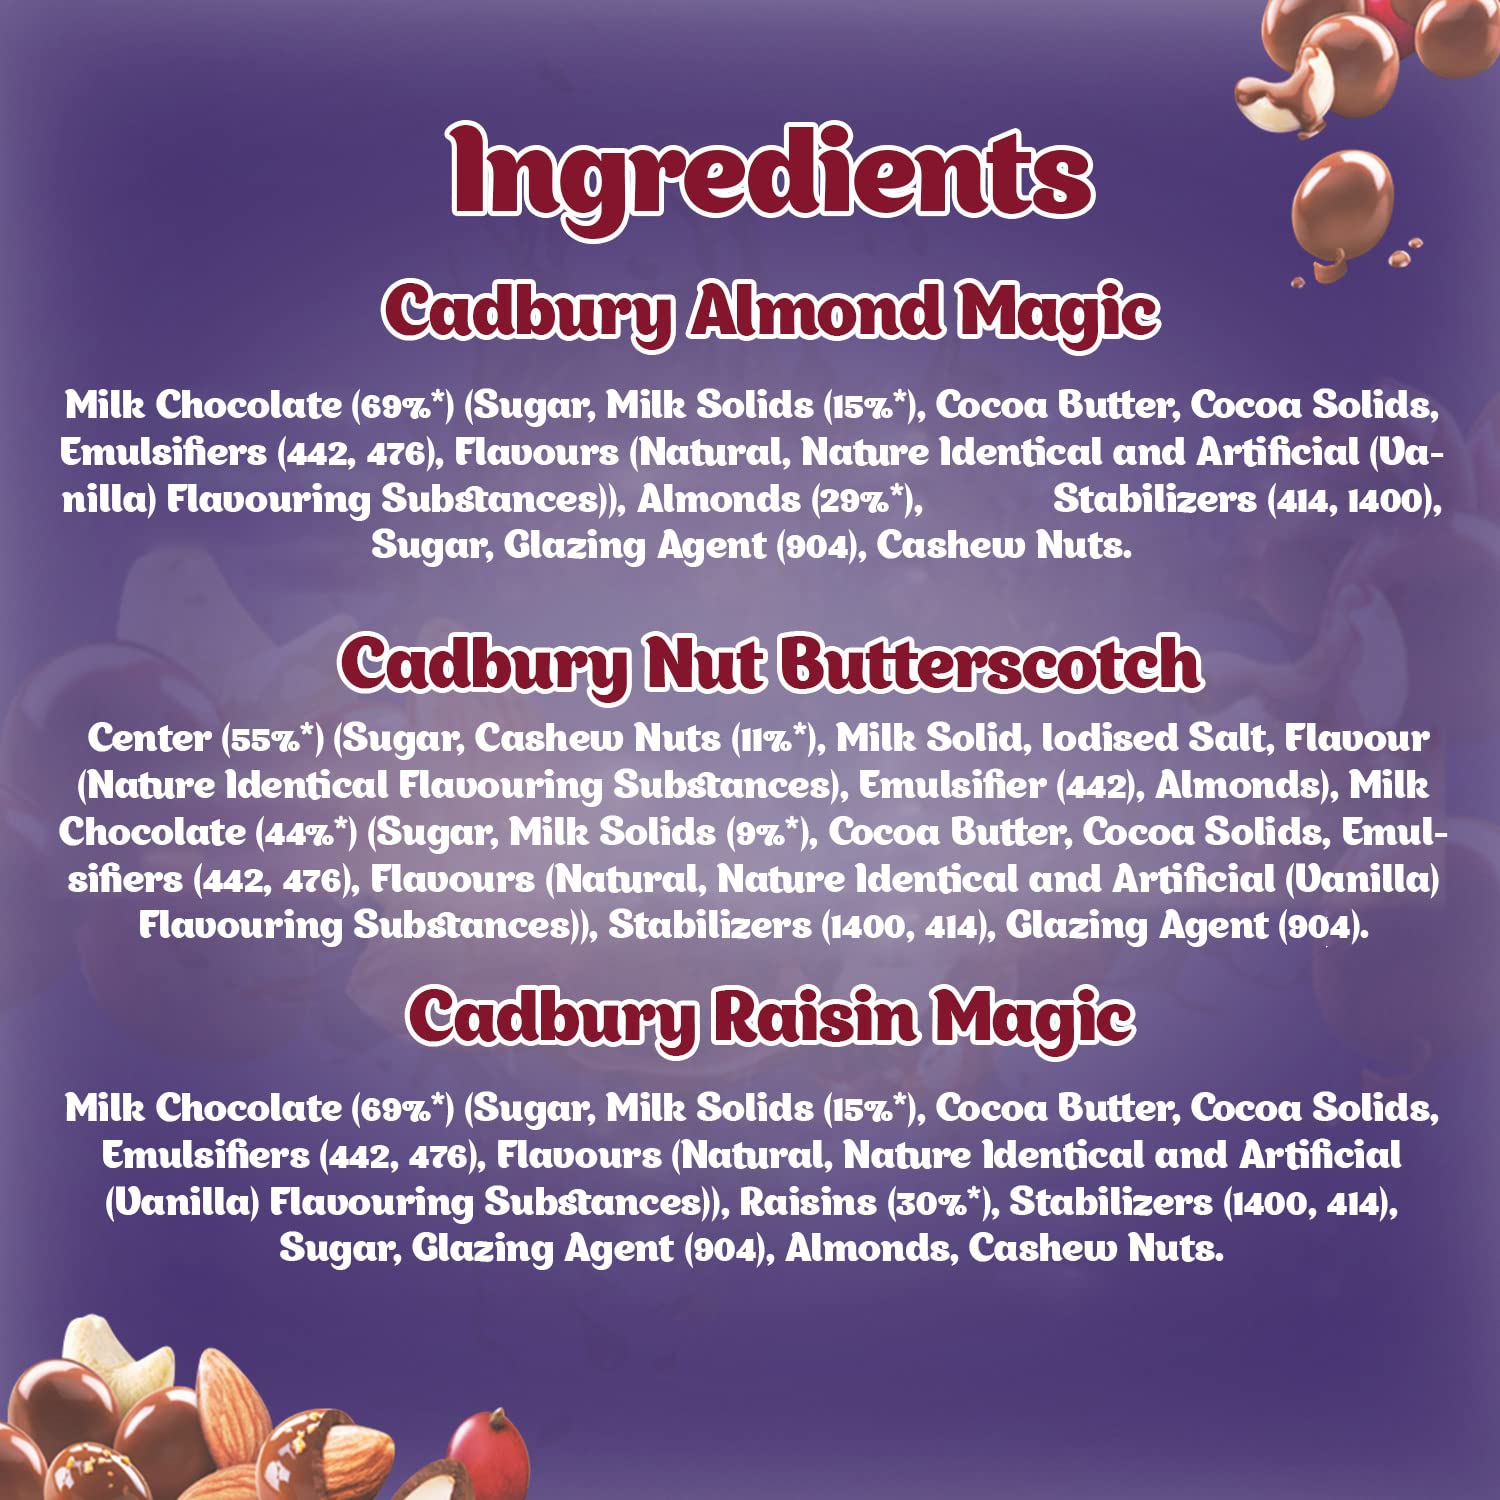 Ingredients
Cadbury Almond Magic
Milk Chocolate (69%*) (Sugar, Milk Solids (15%*), Cocoa Butter, Cocoa Solids,
Emulsifiers (442, 476), Flavours (Natural, Nature Identical and Artificial (Va-
nilla) Flavouring Substances)), Almonds (29%*), Stabilizers (414, 1400),
Sugar, Glazing Agent (904), Cashew Nuts.
Cadbury Nut Butterscotch
Center (55%*) (Sugar, Cashew Nuts (11%*), Milk Solid, Iodised Salt, Flavour
(Nature Identical Flavouring Substances), Emulsifier (442), Almonds), Milk
Chocolate (44%*) (Sugar, Milk Solids (9%*), Cocoa Butter, Cocoa Solids, Emul-
sifiers (442, 476), Flavours (Natural, Nature Identical and Artificial (Vanilla)
Flavouring Substances)), Stabilizers (1400, 414), Glazing Agent (904).
Cadbury Raisin Magic
Milk Chocolate (69%*) (Sugar, Milk Solids (15%*), Cocoa Butter, Cocoa Solids,
Emulsifiers (442, 476), Flavours (Natural, Nature Identical and Artificial
(Vanilla) Flavouring Substances)), Raisins (30%*), Stabilizers (1400, 414),
Sugar, Glazing Agent (904), Almonds, Cashew Nuts.